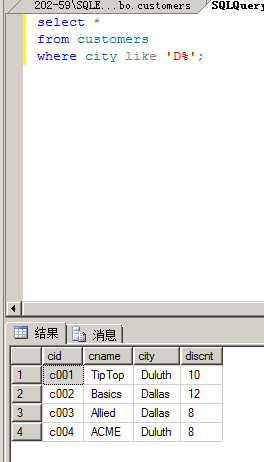 202-59\SQLE...bo.customers SQLQuery
select *
from customers
where city like 'D%';
结果 消息
cid cname city discnt
1 c001 TipTop Duluth 10
2 c002 Basics Dallas 12
3 c003 Allied Dallas 8
4 c004 ACME Duluth 8